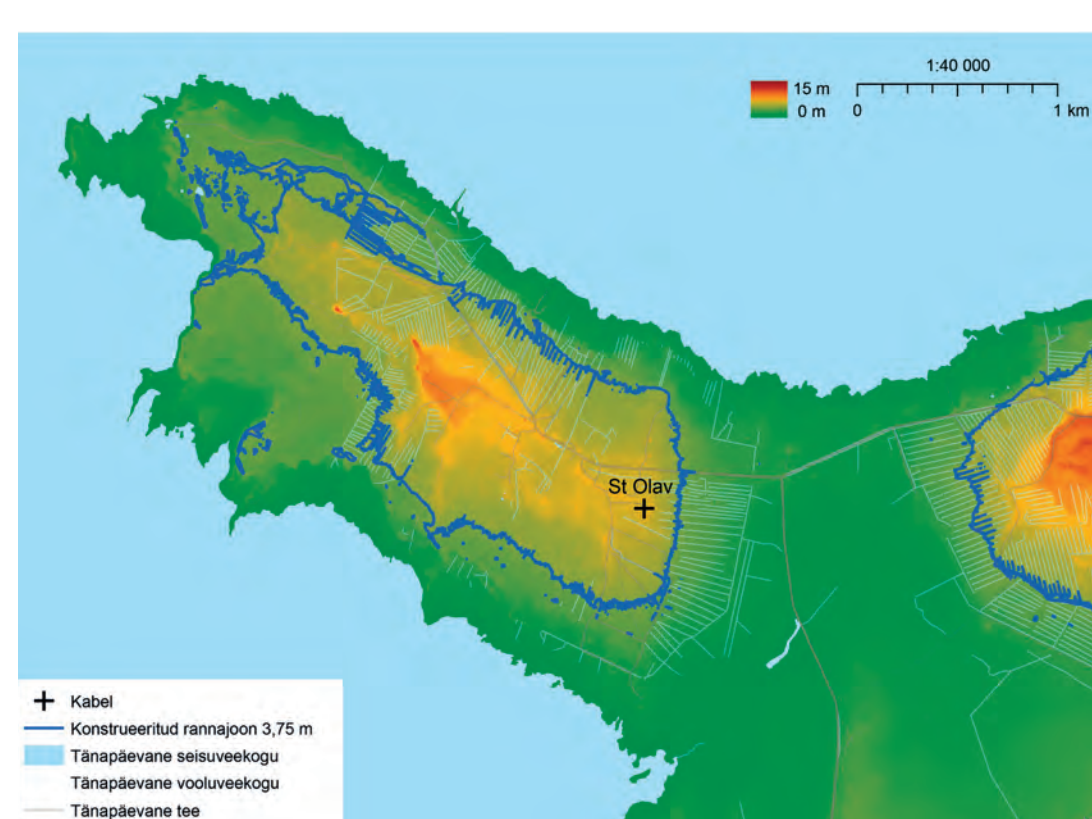 1:40 000
15 m
0 m
0
1 km
St Olav
Kabel
Konstrueeritud rannajoon 3,75 m
Tänapäevane seisuveekogu
Tänapäevane vooluveekogu
Tänapäevane tee